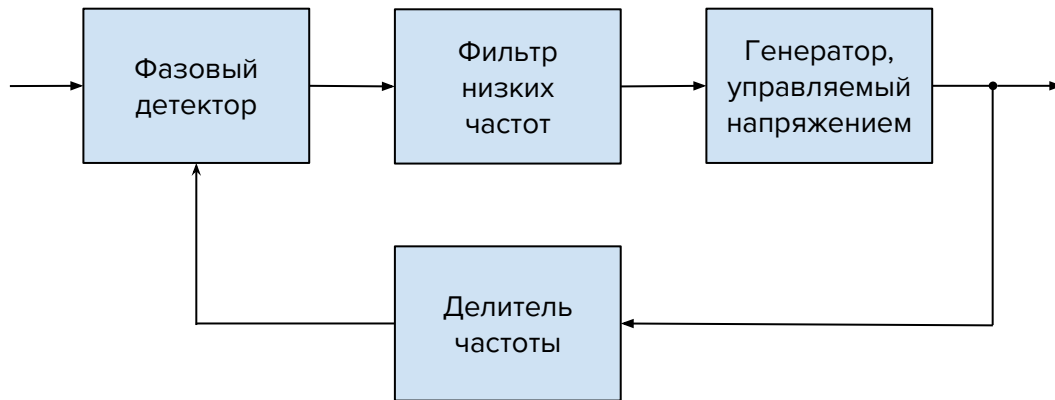 Фазовый
детектор
Фильтр
низких
частот
Генератор,
управляемый
напряжением
Делитель
частоты